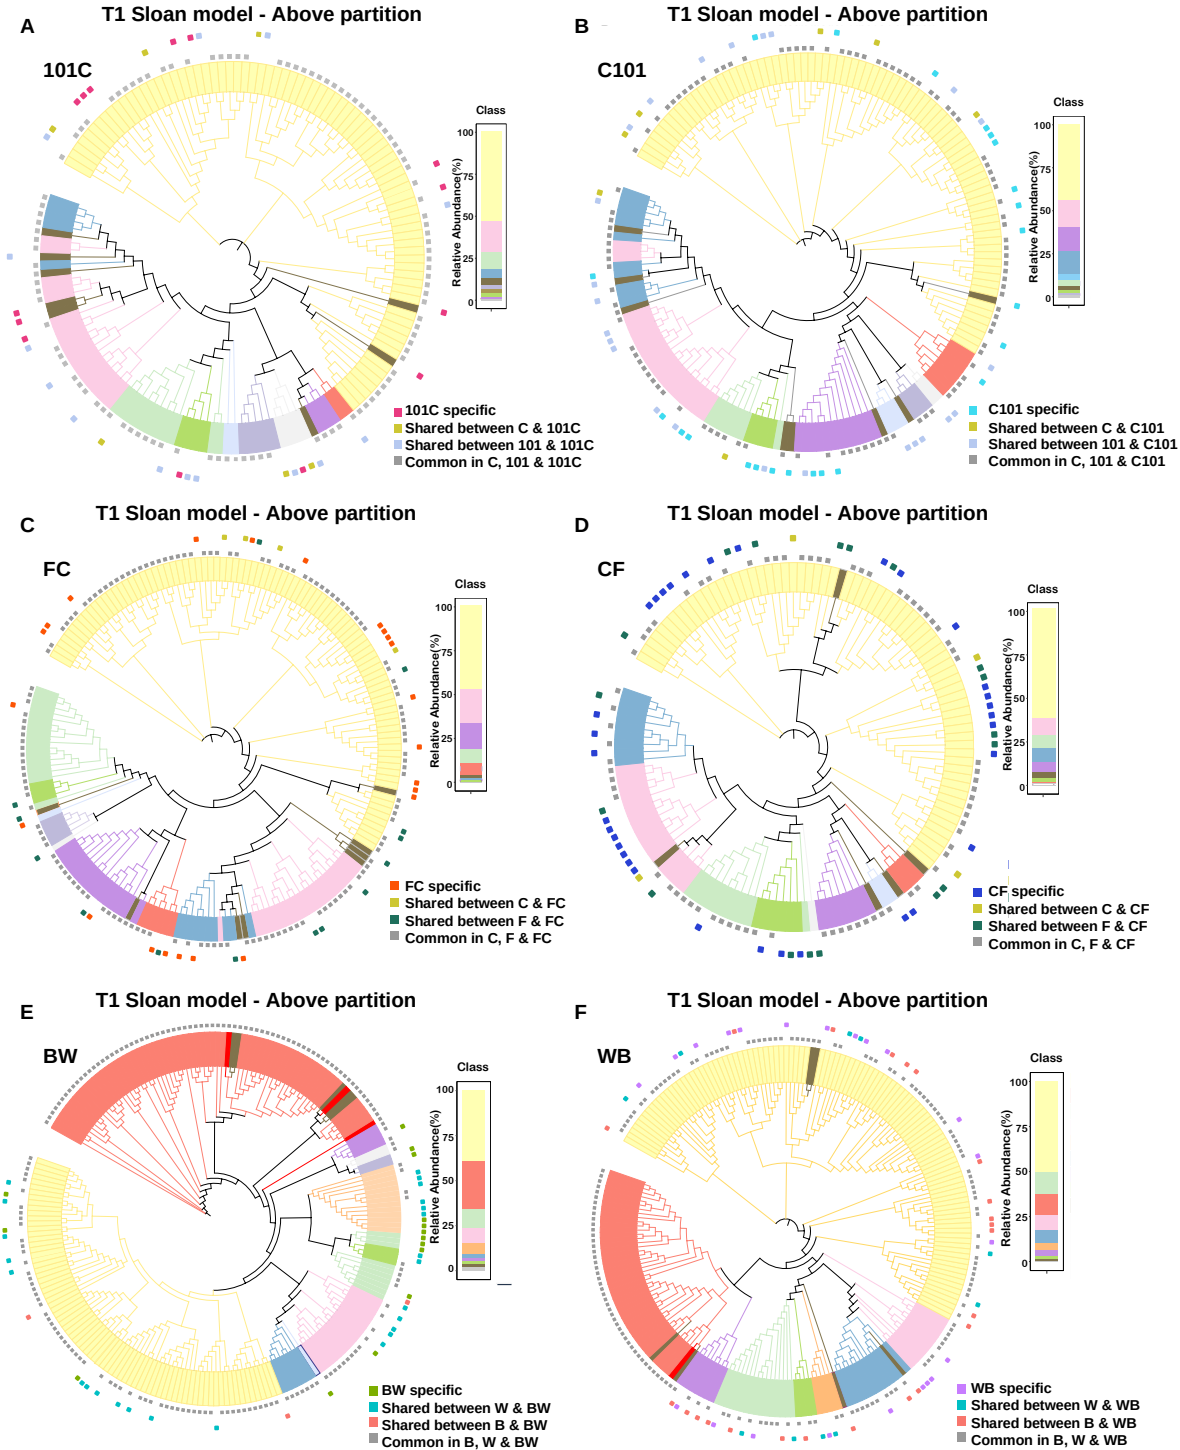 T1 Sloan model - Above partition
A
101C
Class
Relative Abundance(%)
100
75
50
25
0
101C specific
Shared between C & 101C
Shared between 101 & 101C
Common in C, 101 & 101C
T1 Sloan model - Above partition
B
C101
Class
Relative Abundance(%)
100
75
50
25
0
C101 specific
Shared between C & C101
Shared between 101 & C101
Common in C, 101 & C101
T1 Sloan model - Above partition
C
FC
Class
Relative Abundance(%)
100
75
50
25
0
FC specific
Shared between C & FC
Shared between F & FC
Common in C, F & FC
T1 Sloan model - Above partition
D
CF
Class
Relative Abundance(%)
100
75
50
25
0
CF specific
Shared between C & CF
Shared between F & CF
Common in C, F & CF
T1 Sloan model - Above partition
E
BW
Class
Relative Abundance(%)
100
75
50
25
0
BW specific
Shared between W & BW
Shared between B & BW
Common in B, W & BW
T1 Sloan model - Above partition
F
WB
Class
Relative Abundance(%)
100
75
50
25
0
WB specific
Shared between W & WB
Shared between B & WB
Common in B, W & WB